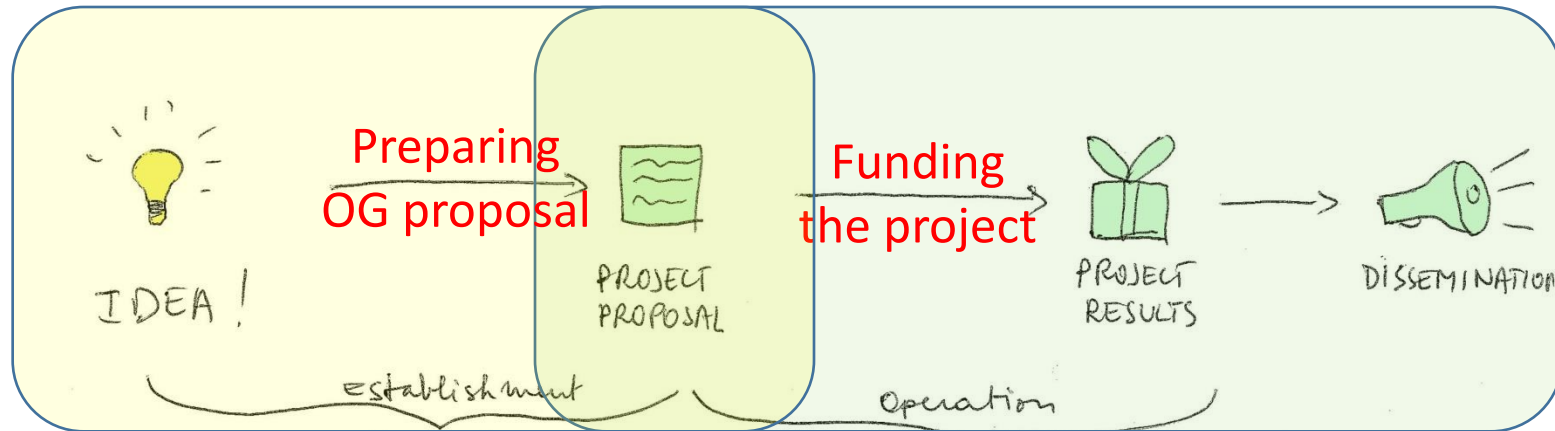 Preparing
OG proposal
Funding
the project
IDEA !
PROJECT
PROPOSAL
PROJECT
RESULTS
DISSEMINATION
Establishment
Operation